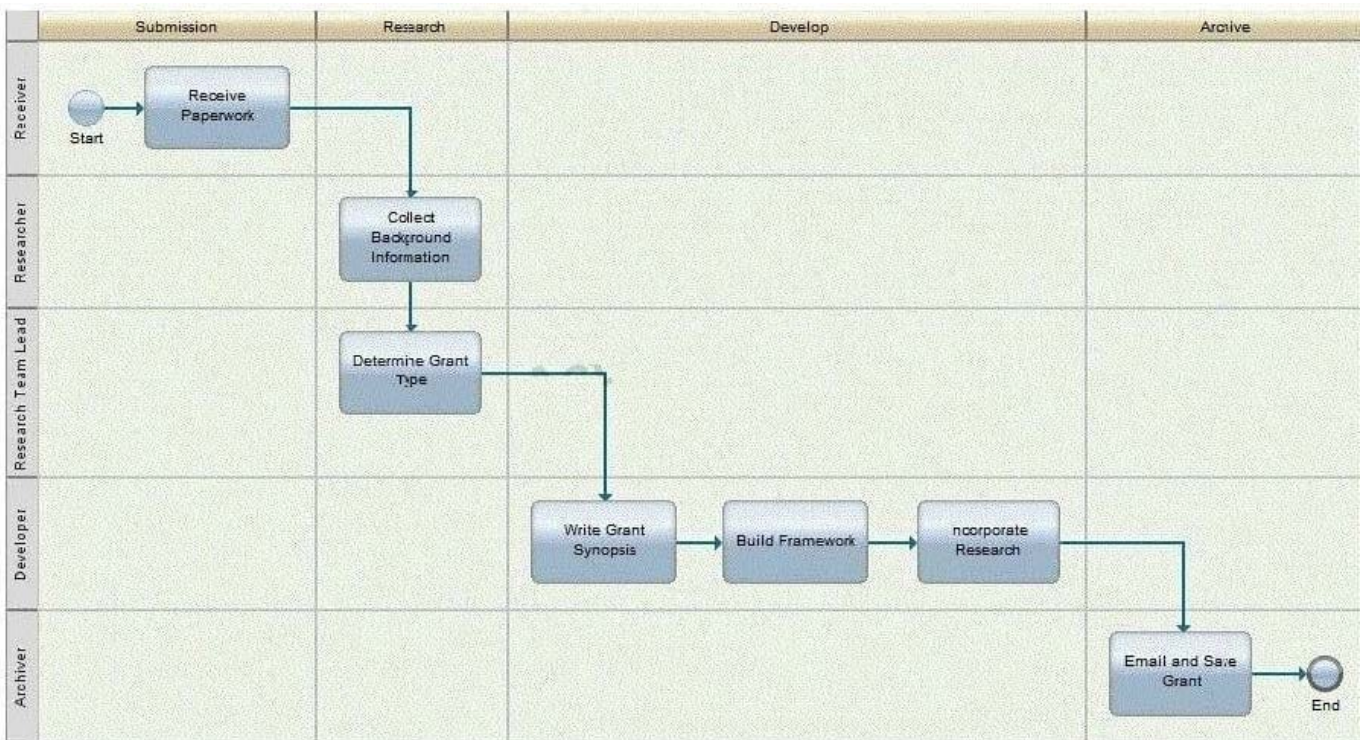 Submission
Research
Develop
Archive
Receiver
Start
Receive
Paperwork
Researcher
Collect
Background
Information
Research Team Lead
Determine Grant
Type
Developer
Write Grant
Synopsis
Build Framework
ncorporate
Research
Archiver
Email and Save
Grant
End